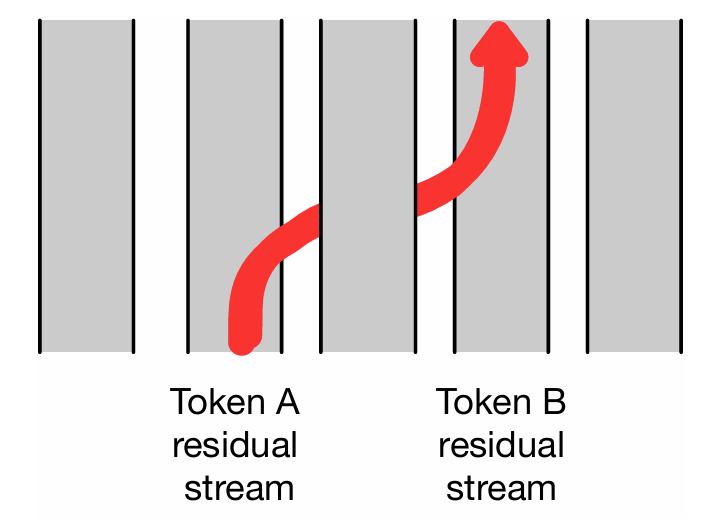 Token A
residual
stream
Token B
residual
stream